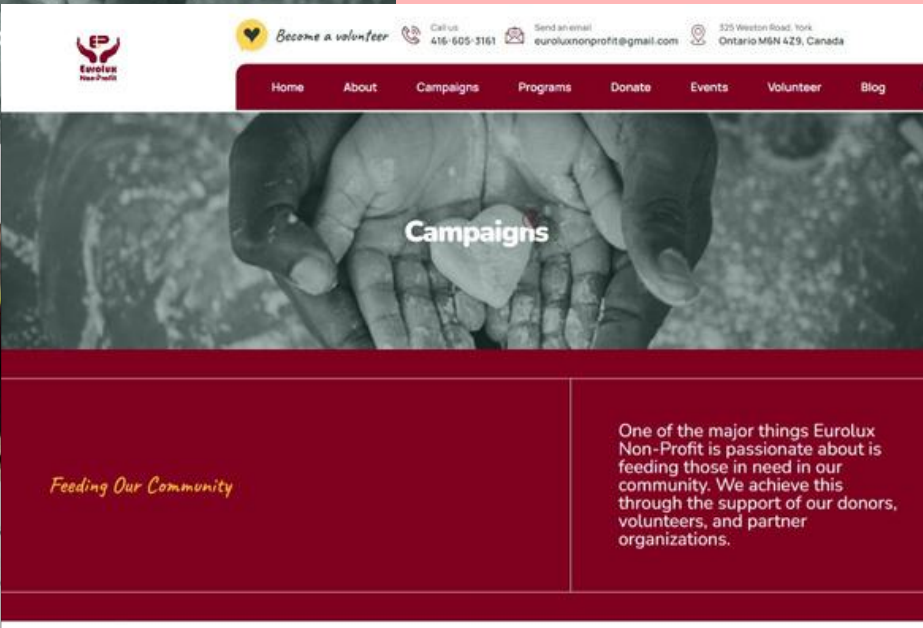 Become a volunteer
Call us
416-605-3161
Send an email
euroluxnonprofit@gmail.com
325 Weston Road, York
Ontario M6N 4Z9, Canada
EP
Eurolux
Non-Profit
Home About Campaigns Programs Donate Events Volunteer Blog
Campaigns
Feeding Our Community
One of the major things Eurolux
Non-Profit is passionate about is
feeding those in need in our
community. We achieve this
through the support of our donors,
volunteers, and partner
organizations.